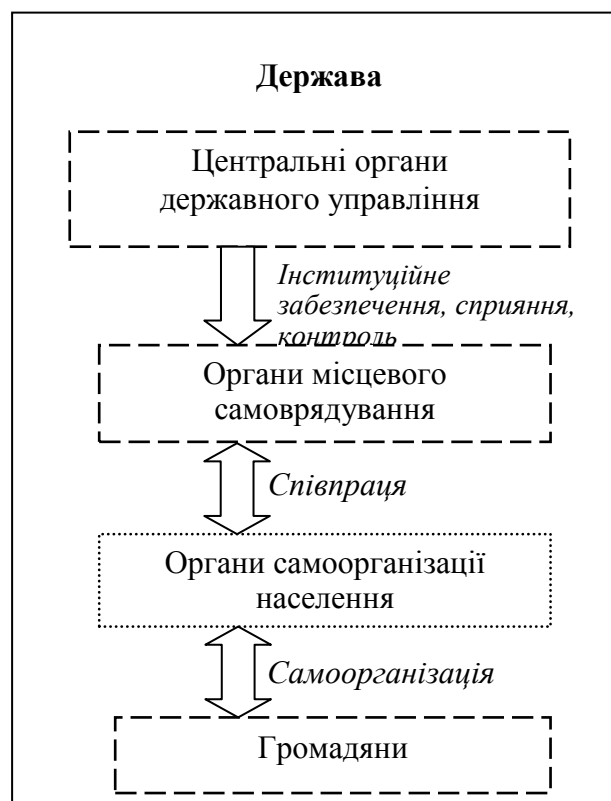 Держава
Центральні органи
державного управління
Інституційне
забезпечення, сприяння,
контроль
Органи місцевого
самоврядування
Співпраця
Органи самоорганізації
населення
Самоорганізація
Громадяни